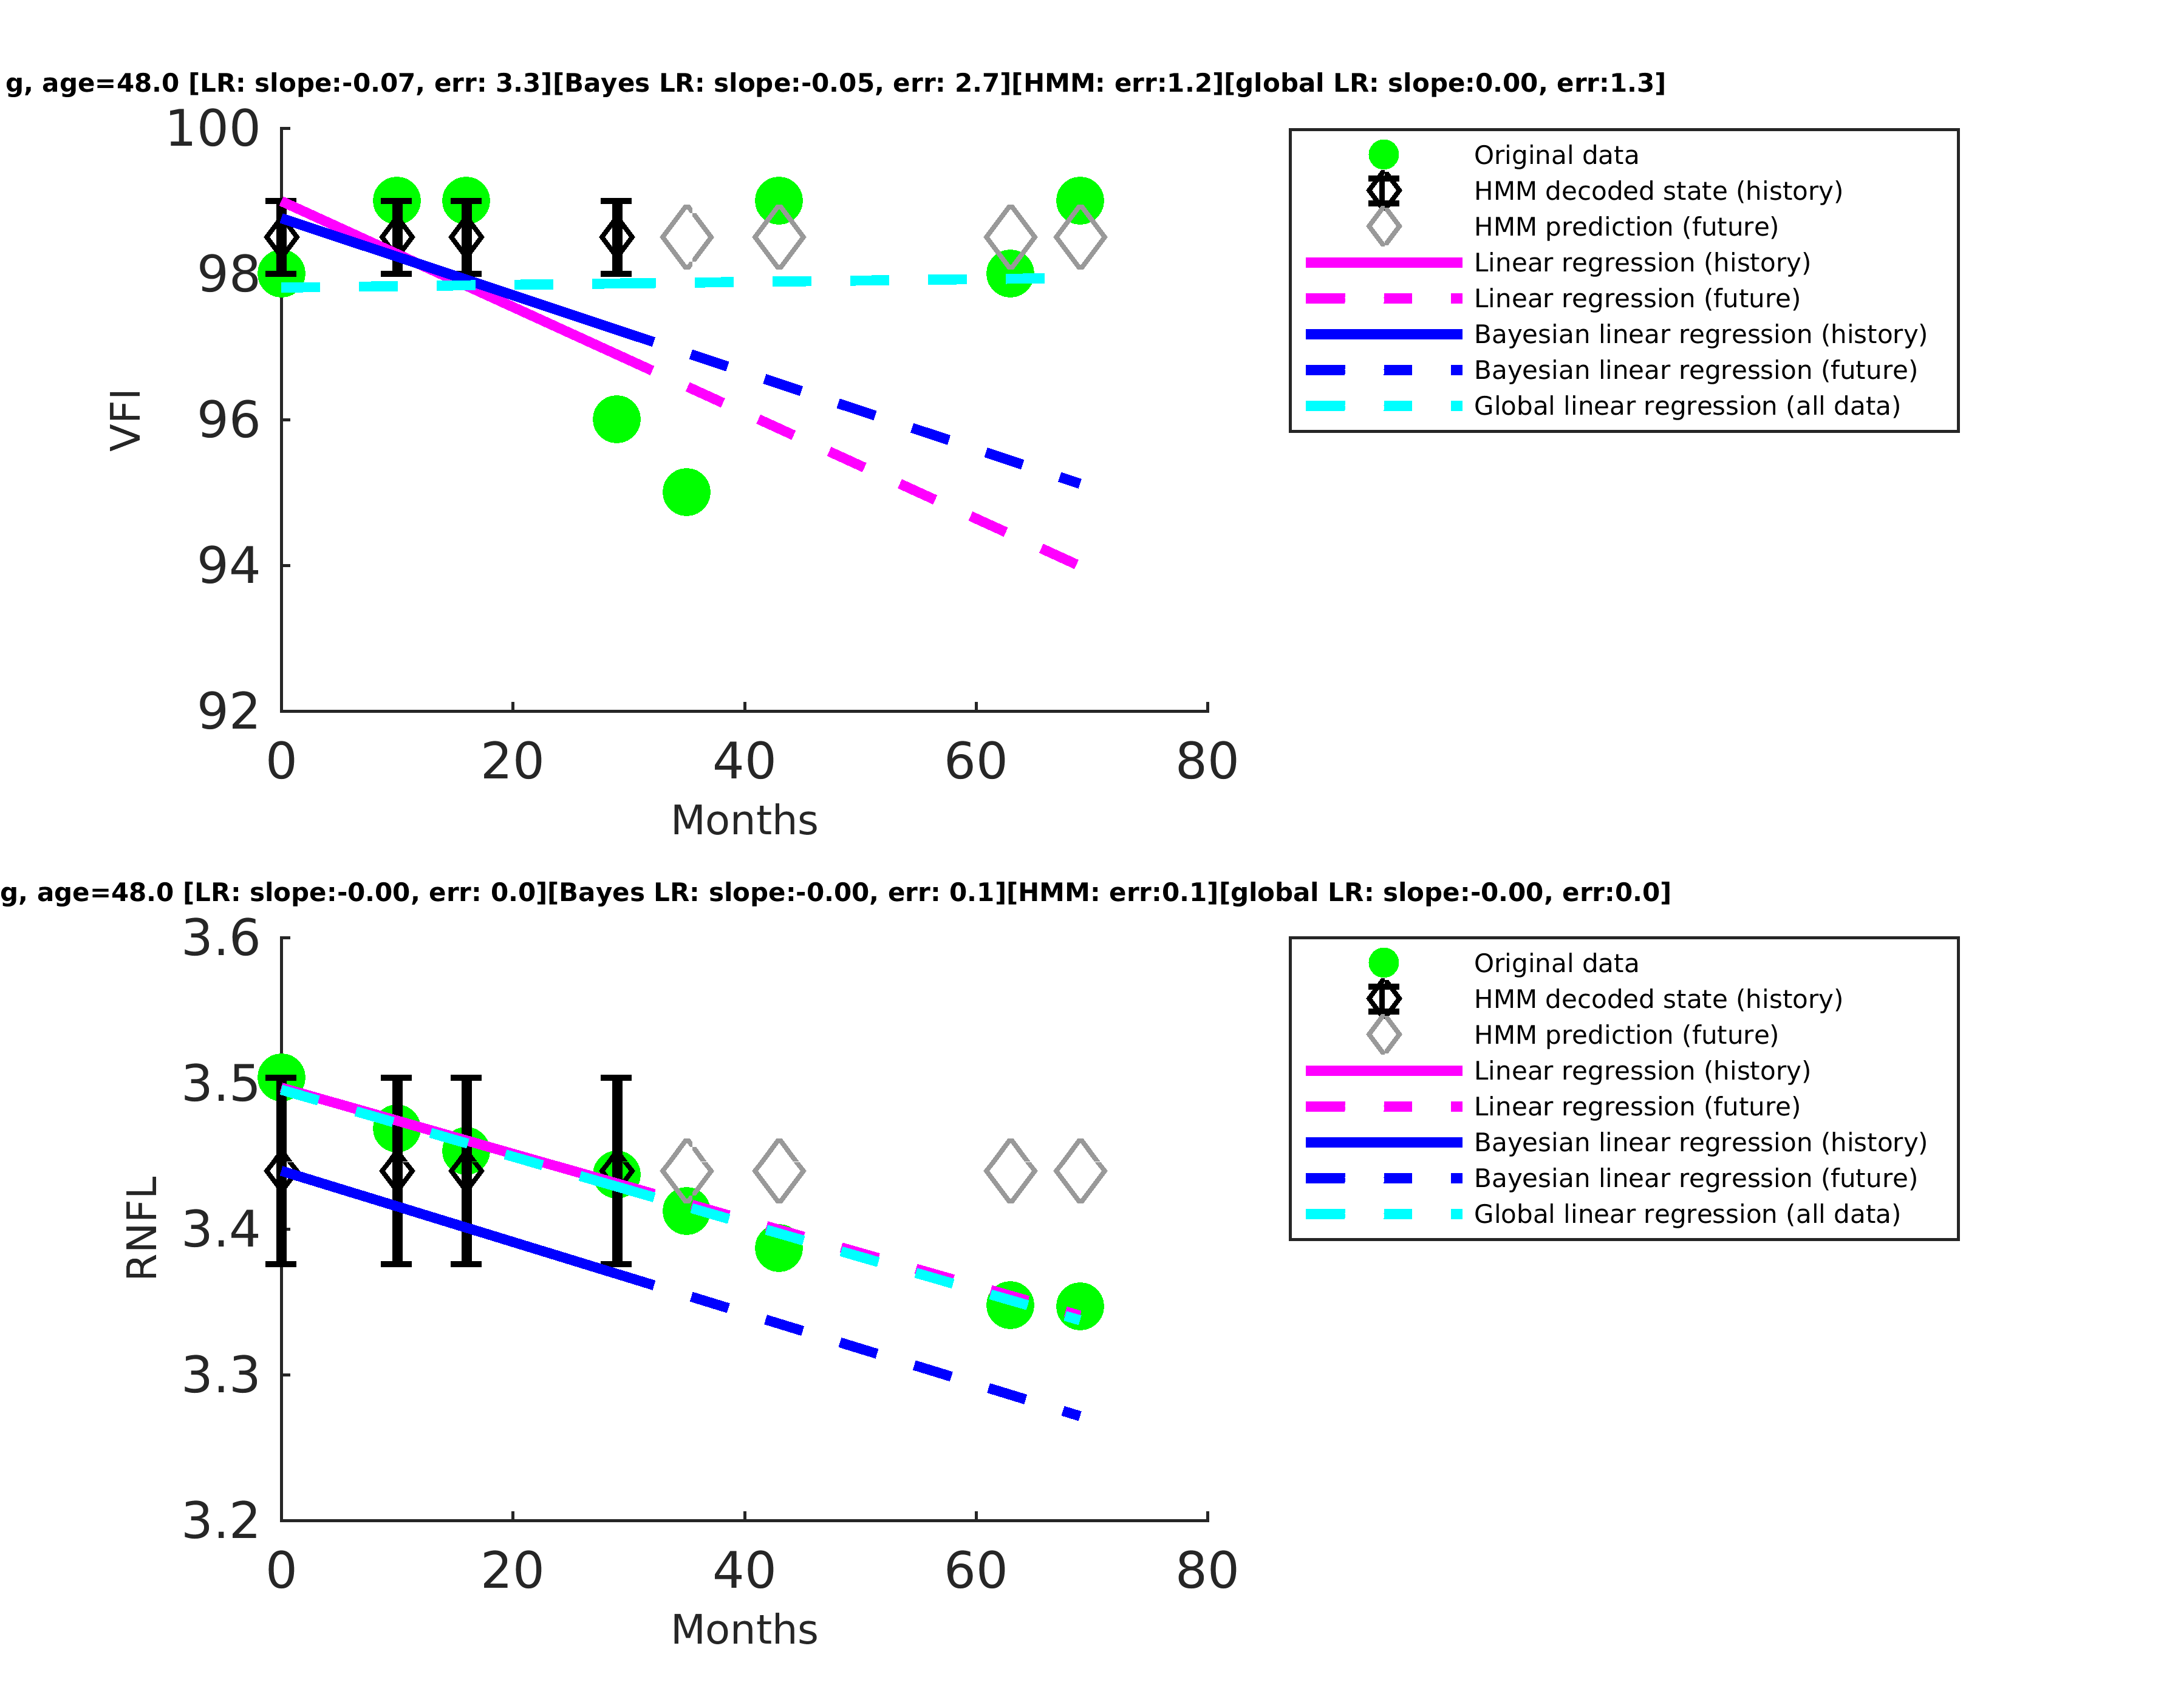 g, age=48.0 [LR: slope:-0.07, err: 3.3][Bayes LR: slope:-0.05, err: 2.7][HMM: err:1.2][global LR: slope:0.00, err:1.3]
100
98
96
94
92
VFI
0 20 40 60 80
Months
Original data
HMM decoded state (history)
HMM prediction (future)
Linear regression (history)
Linear regression (future)
Bayesian linear regression (history)
Bayesian linear regression (future)
Global linear regression (all data)
g, age=48.0 [LR: slope:-0.00, err: 0.0][Bayes LR: slope:-0.00, err: 0.1][HMM: err:0.1][global LR: slope:-0.00, err:0.0]
3.6
3.5
3.4
3.3
3.2
RNFL
0 20 40 60 80
Months
Original data
HMM decoded state (history)
HMM prediction (future)
Linear regression (history)
Linear regression (future)
Bayesian linear regression (history)
Bayesian linear regression (future)
Global linear regression (all data)